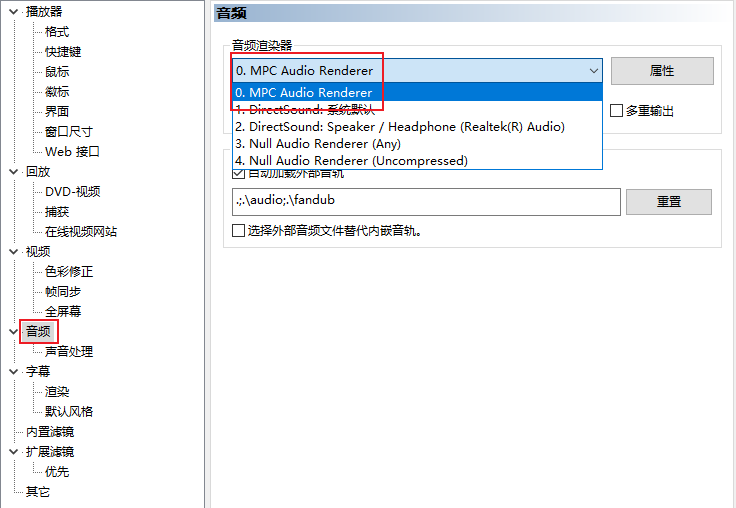 播放器
格式
快捷键
鼠标
徽标
界面
窗口尺寸
Web 接口
回放
DVD-视频
捕获
在线视频网站
视频
色彩修正
帧同步
全屏幕
音频
声音处理
字幕
渲染
默认风格
内置滤镜
扩展滤镜
优先
其它
音频
音频渲染器
0. MPC Audio Renderer
属性
0. MPC Audio Renderer
1. DirectSound: 系统默认
多重输出
2. DirectSound: Speaker / Headphone (Realtek(R) Audio)
3. Null Audio Renderer (Any)
4. Null Audio Renderer (Uncompressed)
自动加载外部音轨
.;.\audio;.\fandub
重置
选择外部音频文件替代内嵌音轨。